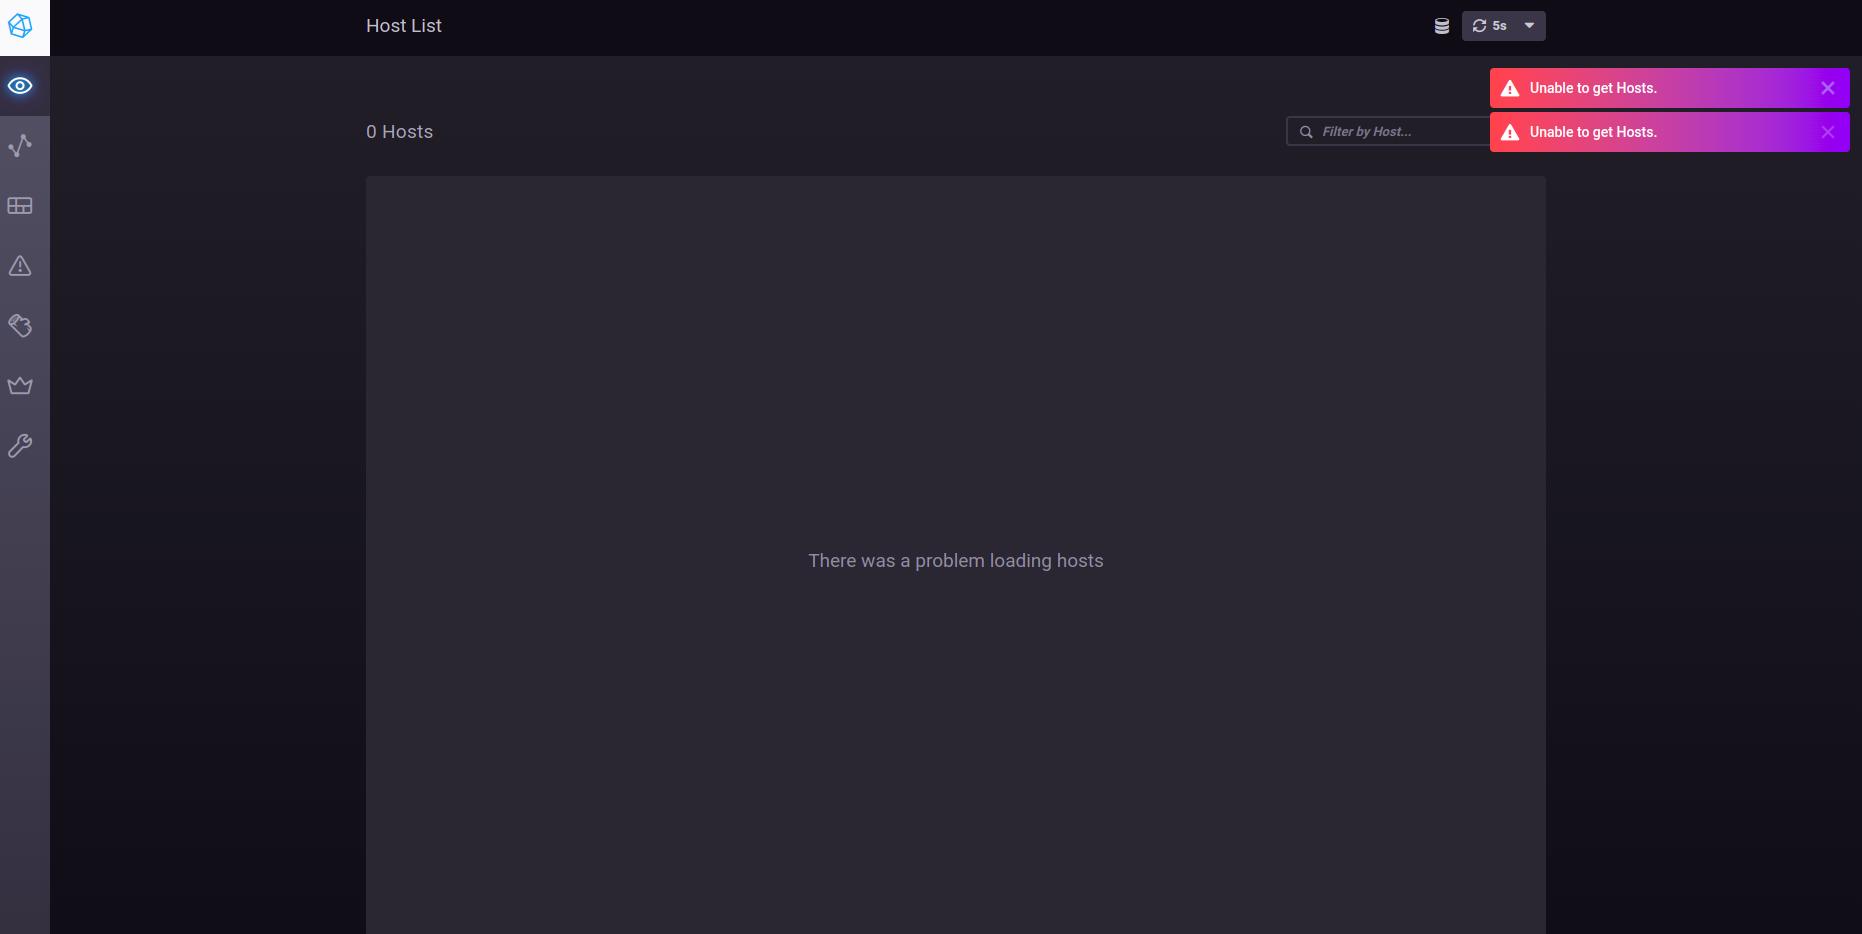 Host List
5s
Unable to get Hosts.
Unable to get Hosts.
0 Hosts
Filter by Host...
There was a problem loading hosts